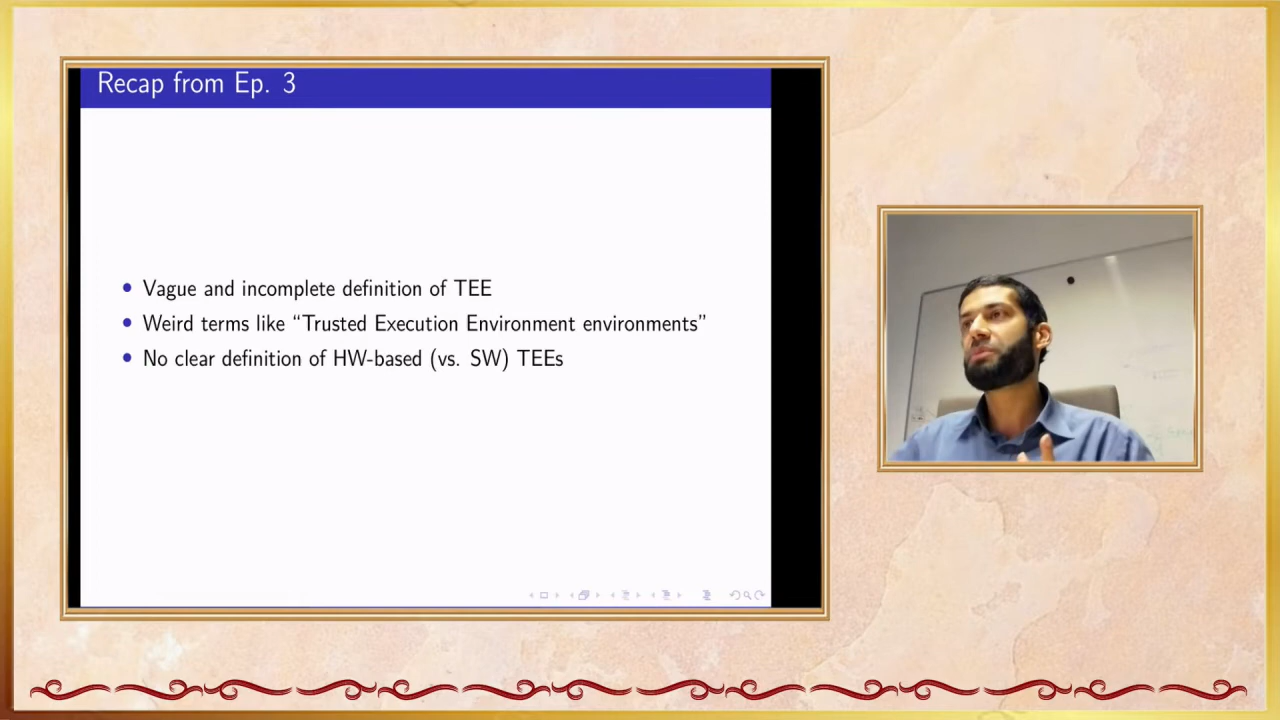 Recap from Ep. 3
Vague and incomplete definition of TEE
Weird terms like “Trusted Execution Environment environments”
No clear definition of HW-based (vs. SW) TEEs